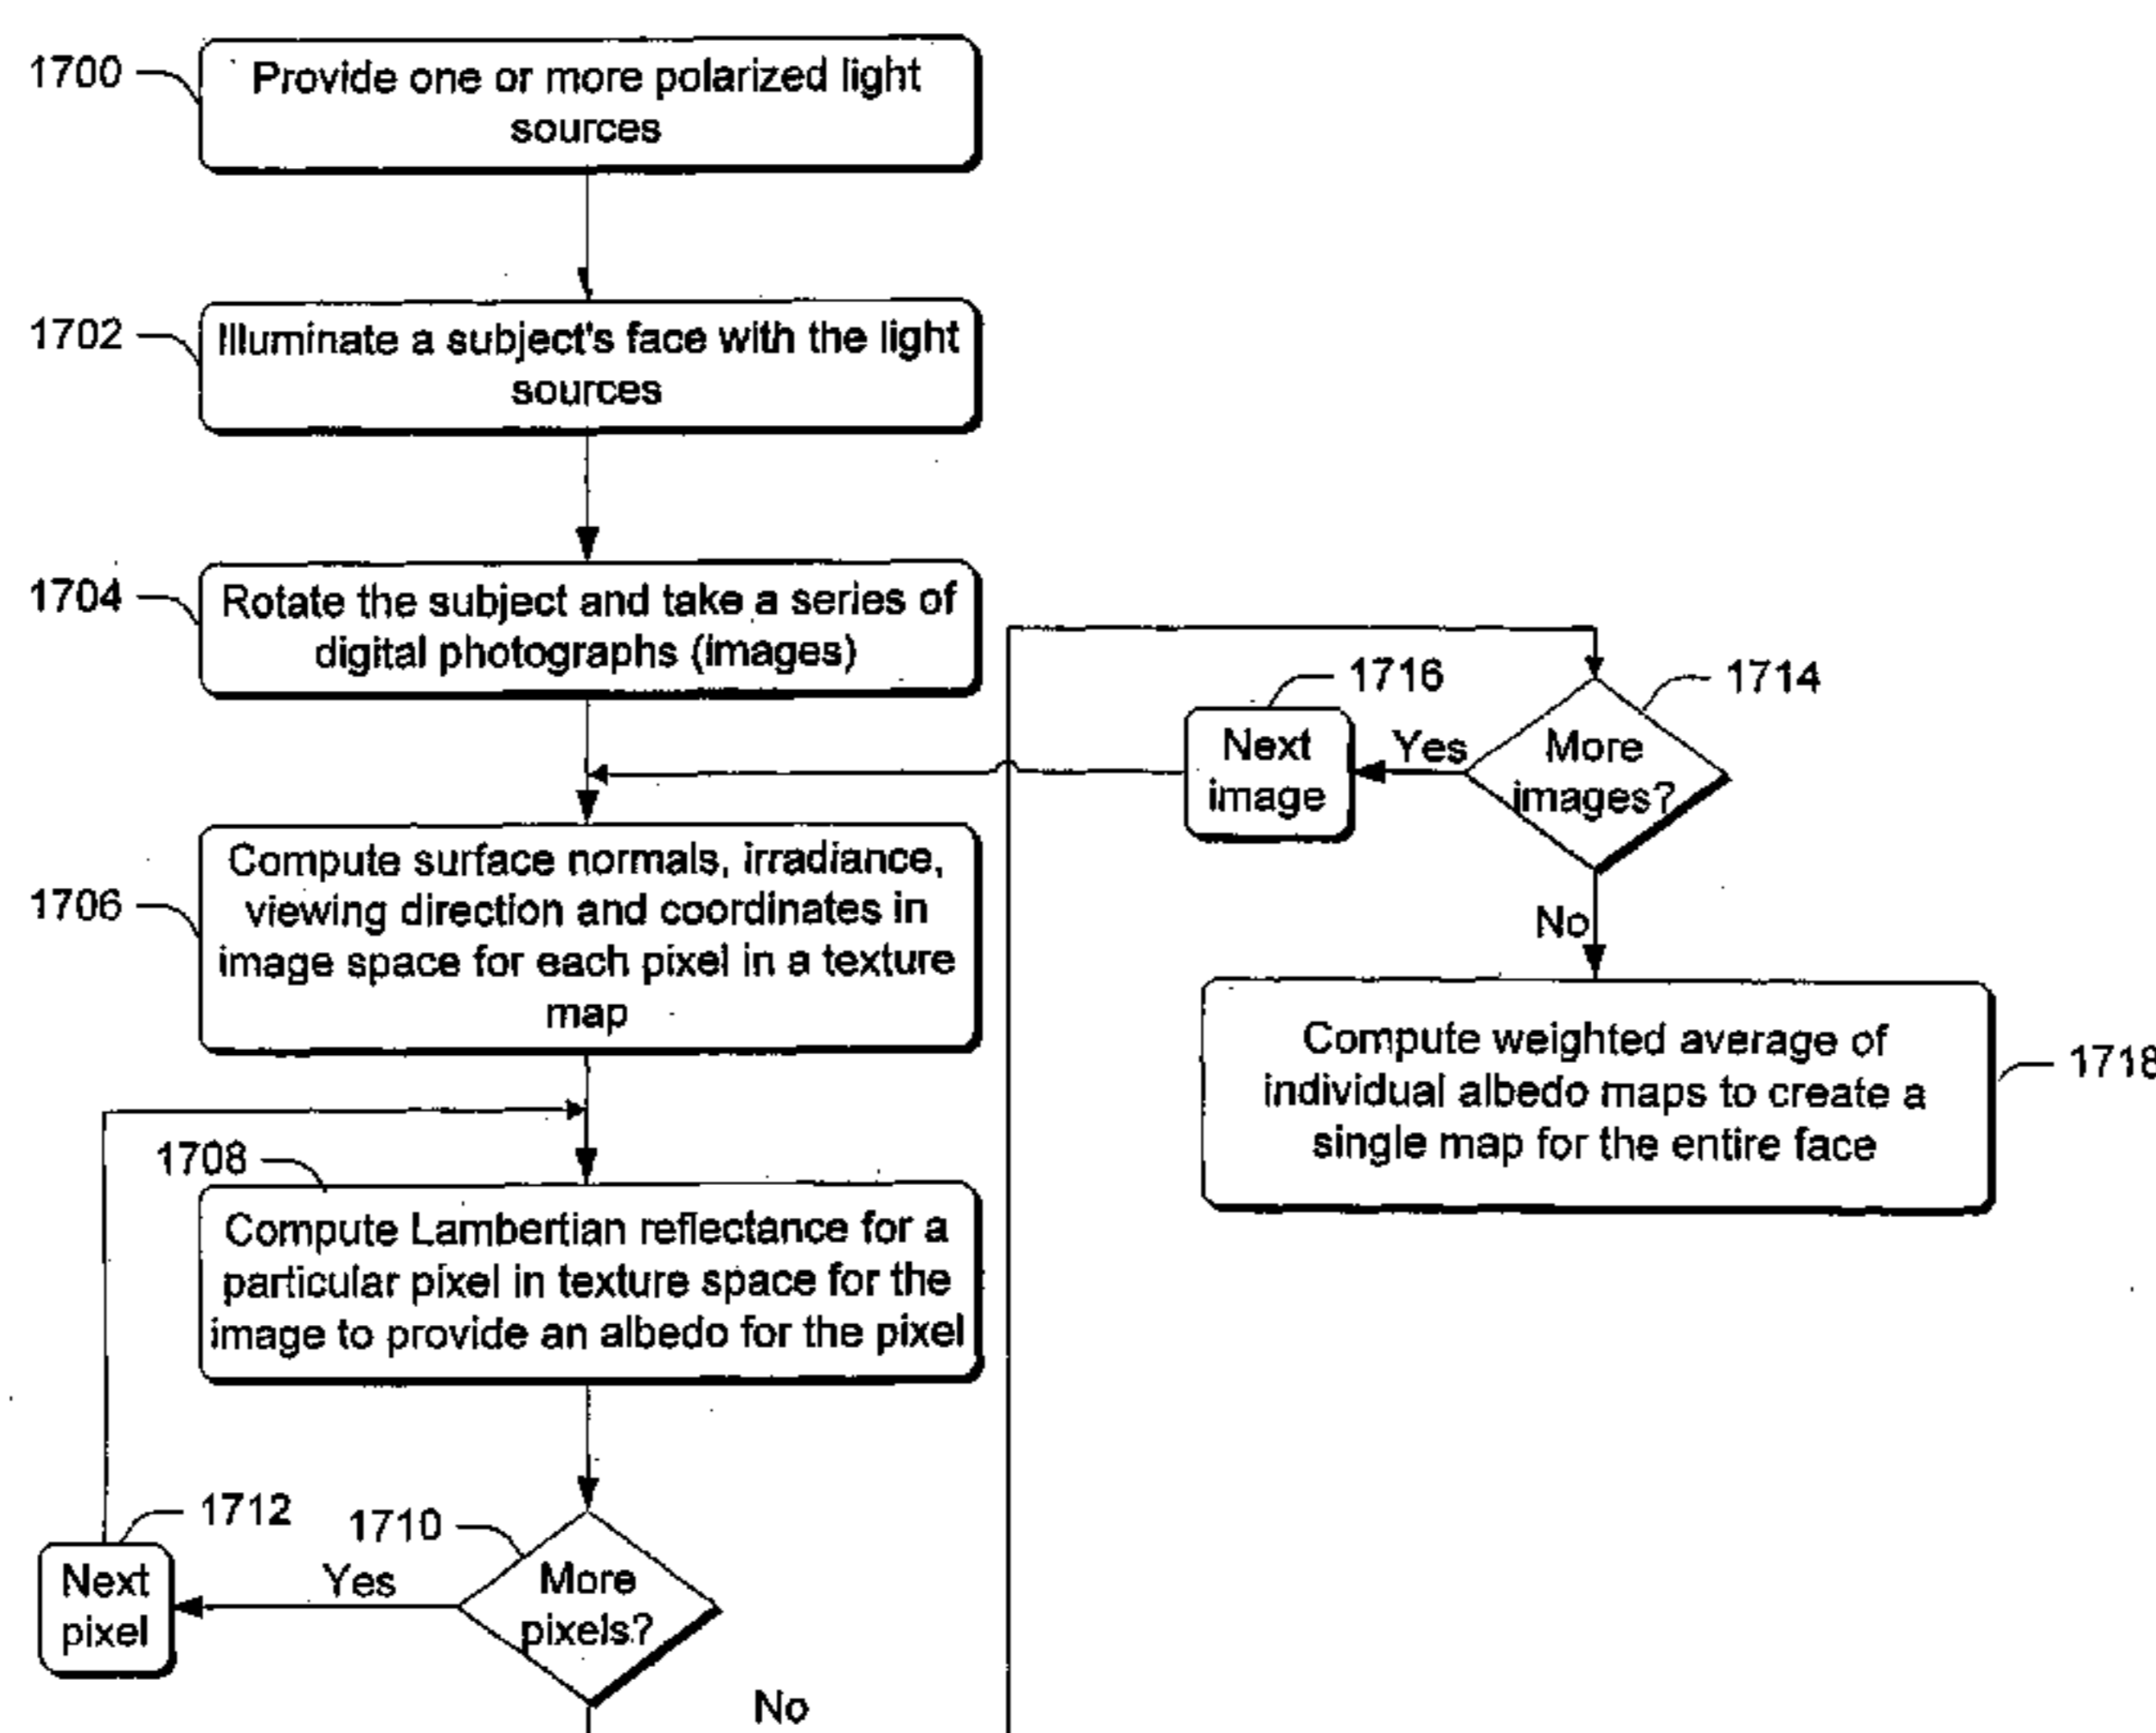 1700
Provide one or more polarized light
sources
1702
Illuminate a subject's face with the light
sources
1704
Rotate the subject and take a series of
digital photographs (images)
1706
Compute surface normals, irradiance,
viewing direction and coordinates in
image space for each pixel in a texture
map
1708
Compute Lambertian reflectance for a
particular pixel in texture space for the
image to provide an albedo for the pixel
1710
More
pixels?
Yes
1712
Next
pixel
No
1714
More
images?
Yes
1716
Next
image
No
Compute weighted average of
individual albedo maps to create a
single map for the entire face
1718